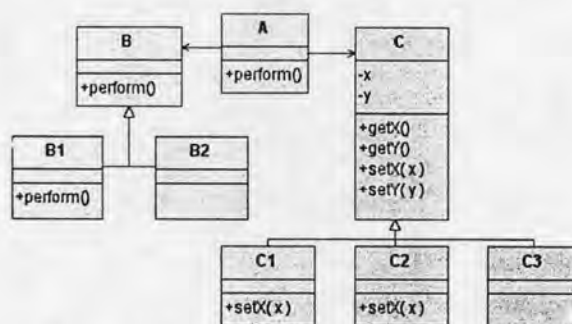 B
+perform()
A
+perform()
C
-x
-y
+getX()
+getY()
+setX(x)
+setY(y)
B1
+perform()
B2
C1
+setX(x)
C2
+setX(x)
C3